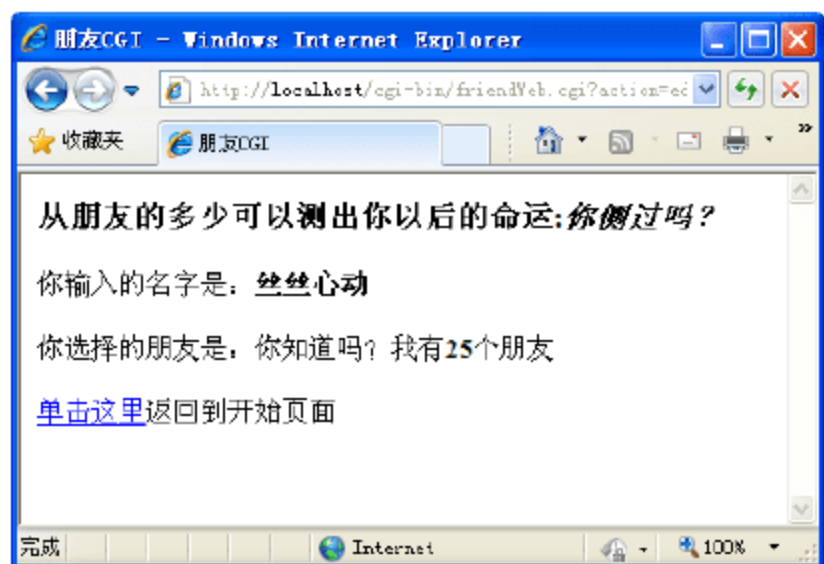 朋友CGI - Windows Internet Explorer
http://localhost/cgi-bin/friendWeb.cgi?action=ed
收藏夹
朋友CGI
»
从朋友的多少可以测出你以后的命运:你侧过吗？
你输入的名字是：丝丝心动
你选择的朋友是：你知道吗？我有25个朋友
单击这里返回到开始页面
完成
Internet
100%